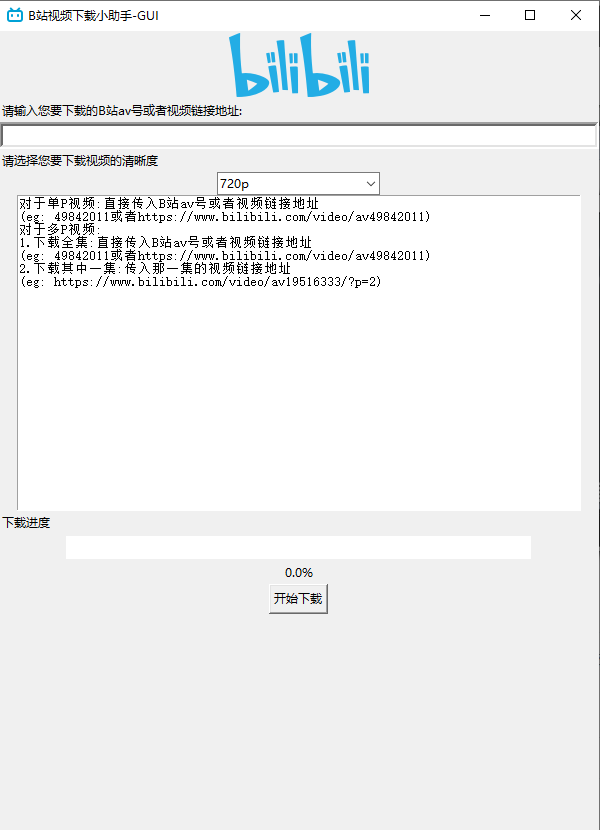 B站视频下载小助手-GUI
bilibili
请输入您要下载的B站av号或者视频链接地址:
请选择您要下载视频的清晰度
720p
对于单P视频:直接传入B站av号或者视频链接地址
(eg: 49842011或者https://www.bilibili.com/video/av49842011)
对于多P视频:
1.下载全集:直接传入B站av号或者视频链接地址
(eg: 49842011或者https://www.bilibili.com/video/av49842011)
2.下载其中一集:传入那一集的视频链接地址
(eg: https://www.bilibili.com/video/av19516333/?p=2)
下载进度
0.0%
开始下载